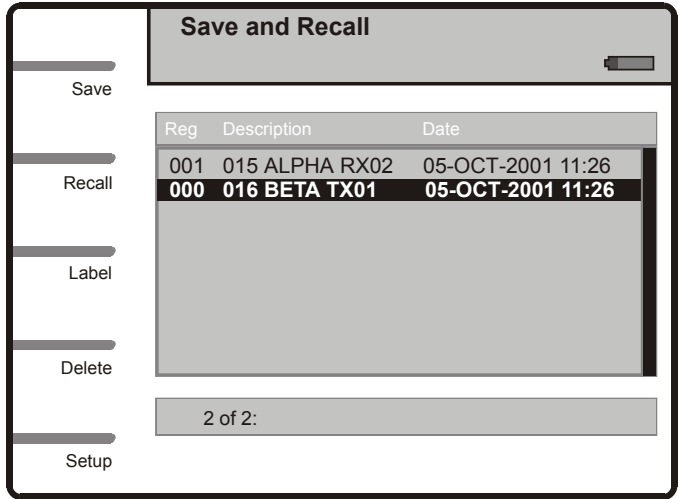 Save and Recall
Save
Recall
Label
Delete
Setup
Reg Description Date
001 015 ALPHA RX02 05-OCT-2001 11:26
000 016 BETA TX01 05-OCT-2001 11:26
2 of 2: